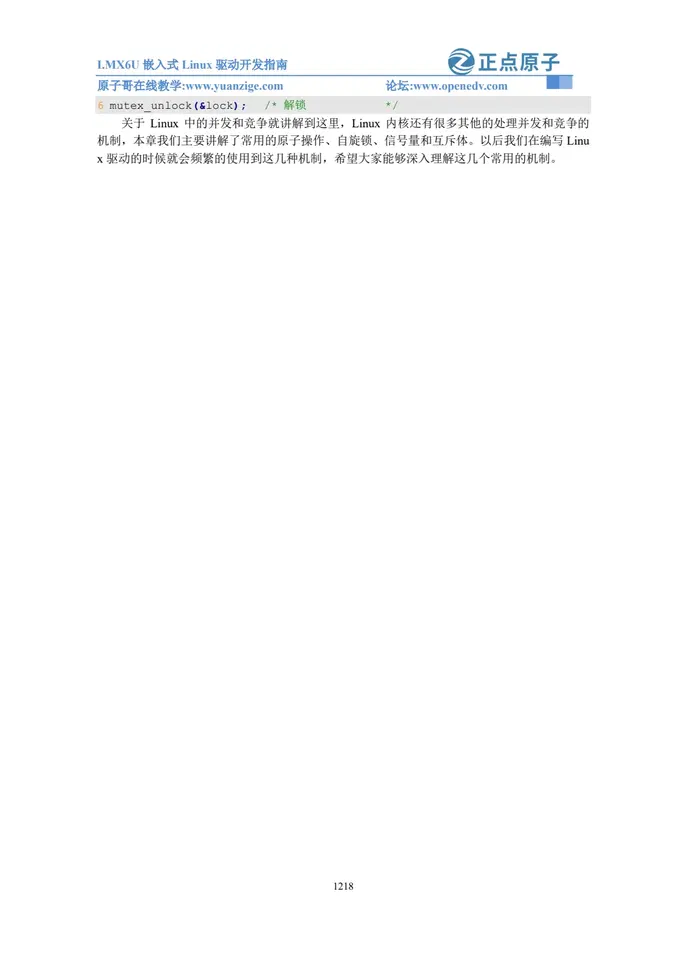 I.MX6U 嵌入式 Linux 驱动开发指南
正点原子
原子哥在线教学:www.yuanzige.com 论坛:www.openedv.com
6 mutex_unlock(&lock); /* 解锁 */
关于 Linux 中的并发和竞争就讲解到这里，Linux 内核还有很多其他的处理并发和竞争的
机制，本章我们主要讲解了常用的原子操作、自旋锁、信号量和互斥体。以后我们在编写 Linu
x 驱动的时候就会频繁的使用到这几种机制，希望大家能够深入理解这几个常用的机制。
1218